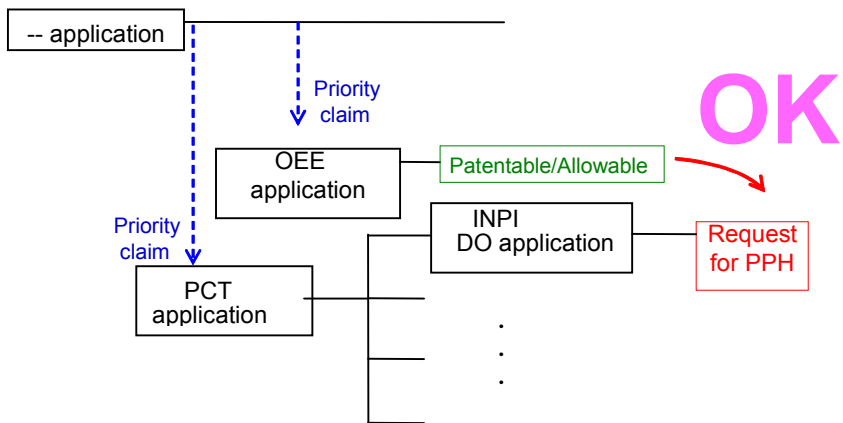 -- application
OK
Priority
claim
OEE
application
Patentable/Allowable
INPI
DO application
Request
for PPH
Priority
claim
PCT
application
.
.
.